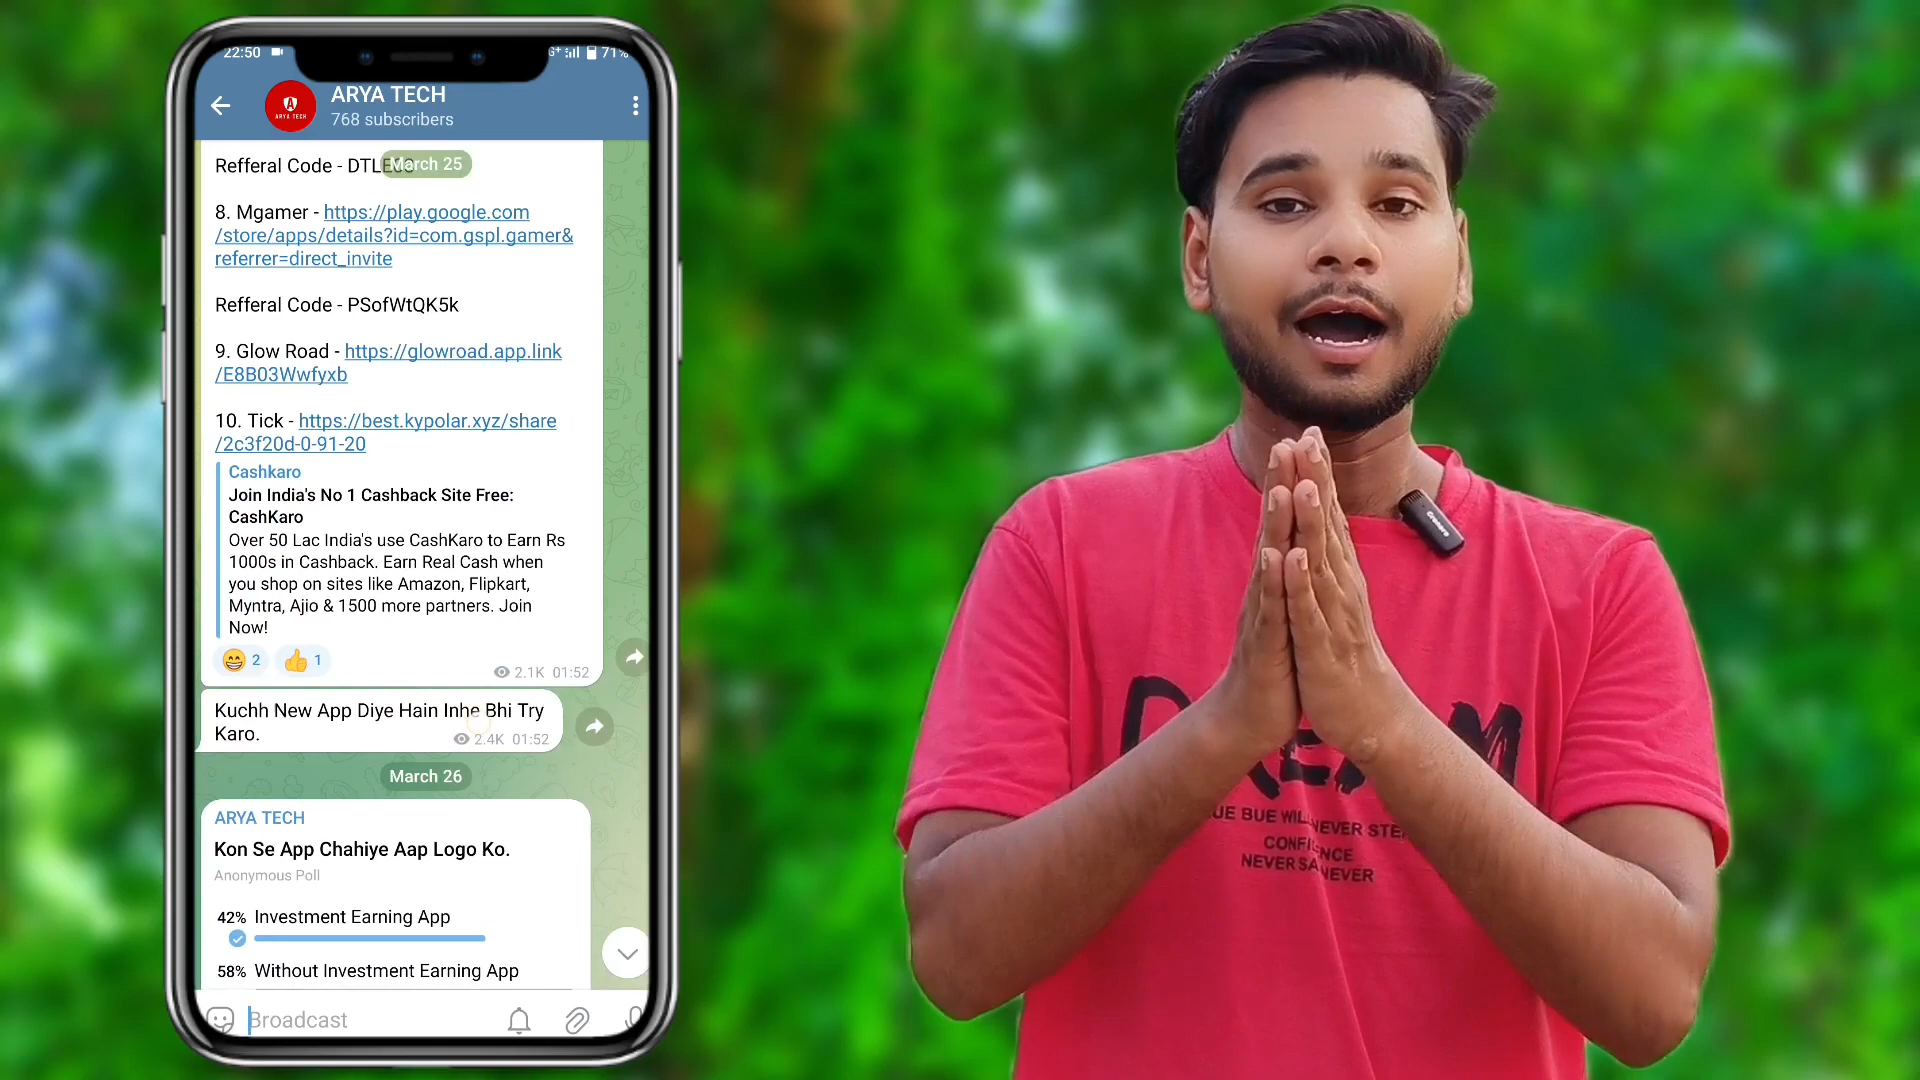 22:50
G+ 71%
ARYA TECH
768 subscribers
ARYA TECH
March 25
Refferal Code - DTL
8. Mgamer - https://play.google.com
/store/apps/details?id=com.gspl.gamer&
referrer=direct_invite
Refferal Code - PSofWtQK5k
9. Glow Road - https://glowroad.app.link
/E8B03Wwfyxb
10. Tick - https://best.kypolar.xyz/share
/2c3f20d-0-91-20
Cashkaro
Join India's No 1 Cashback Site Free:
CashKaro
Over 50 Lac India's use CashKaro to Earn Rs
1000s in Cashback. Earn Real Cash when
you shop on sites like Amazon, Flipkart,
Myntra, Ajio & 1500 more partners. Join
Now!
2 1
2.1K 01:52
Kuchh New App Diye Hain Inhe Bhi Try
Karo.
2.4K 01:52
March 26
ARYA TECH
Kon Se App Chahiye Aap Logo Ko.
Anonymous Poll
42% Investment Earning App
58% Without Investment Earning App
Broadcast
BUE WILL NEVER
NEVER NEVER